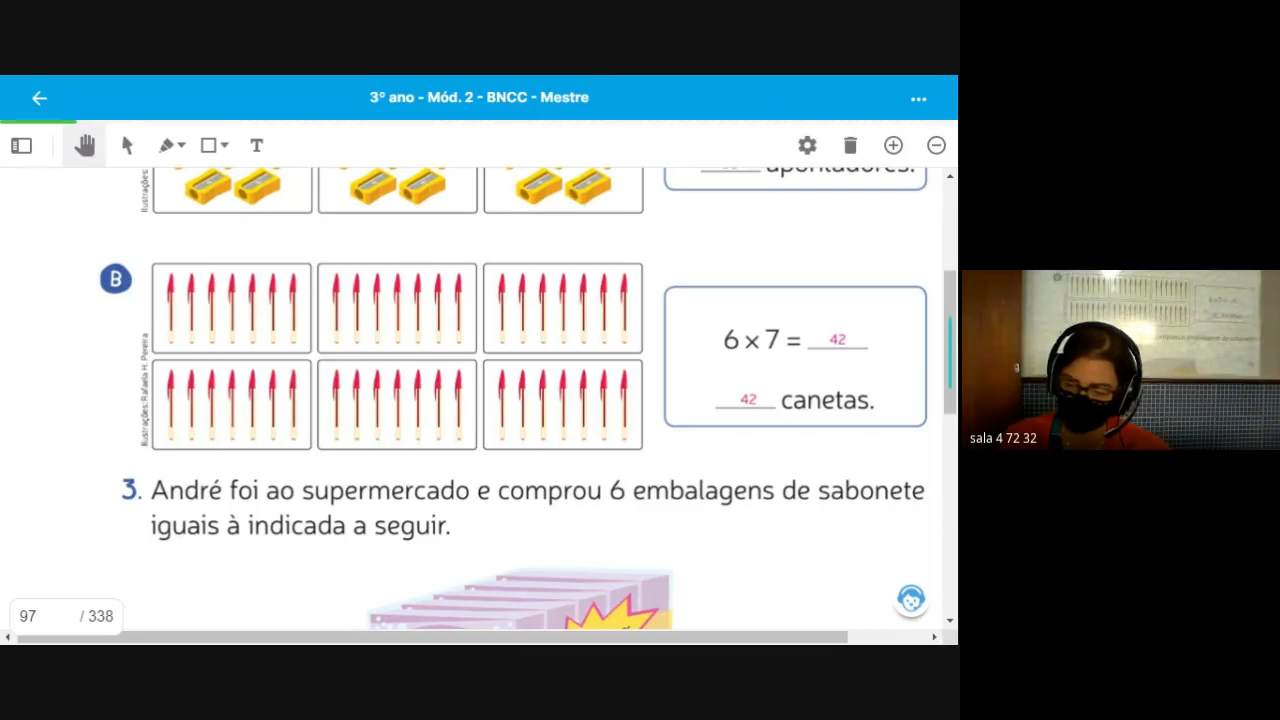 3º ano - Mód. 2 - BNCC - Mestre
T
Ilustrações:
apontadores.
B
Ilustrações: Rafaela H. Pereira
6 x 7 = 42
42 canetas.
3. André foi ao supermercado e comprou 6 embalagens de sabonete
iguais à indicada a seguir.
97 / 338
sala 4 72 32